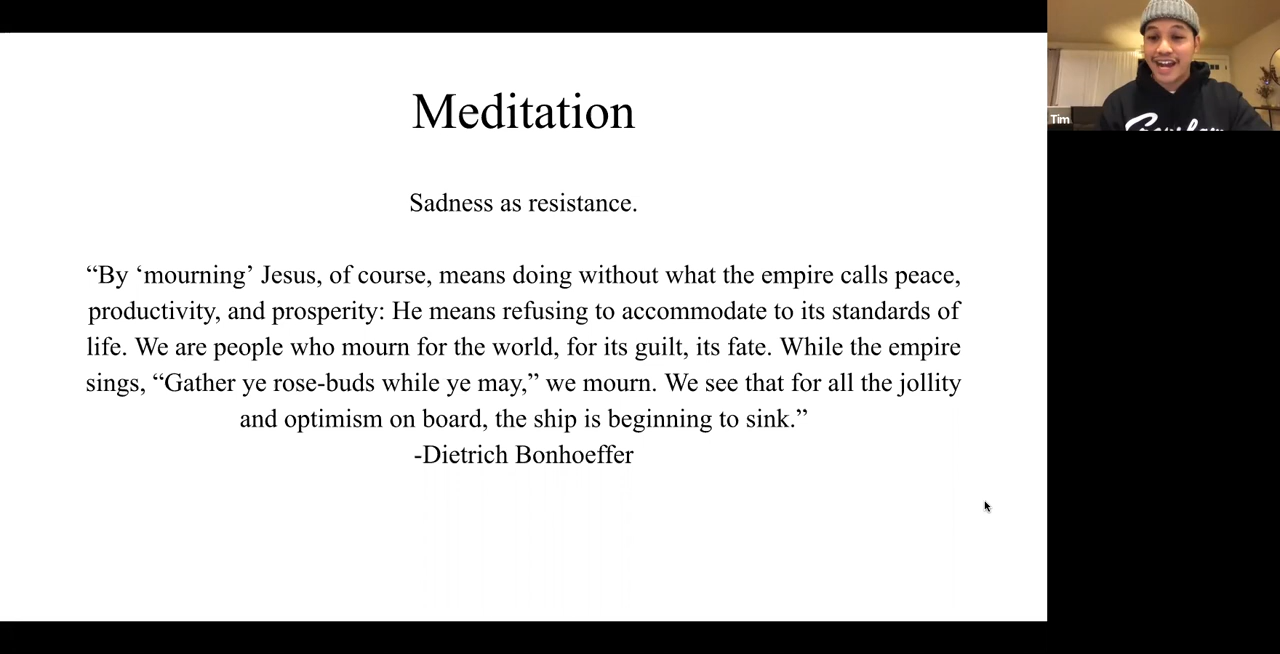 Meditation
Sadness as resistance.
“By ‘mourning’ Jesus, of course, means doing without what the empire calls peace,
productivity, and prosperity: He means refusing to accommodate to its standards of
life. We are people who mourn for the world, for its guilt, its fate. While the empire
sings, “Gather ye rose-buds while ye may,” we mourn. We see that for all the jollity
and optimism on board, the ship is beginning to sink.”
-Dietrich Bonhoeffer
Tim